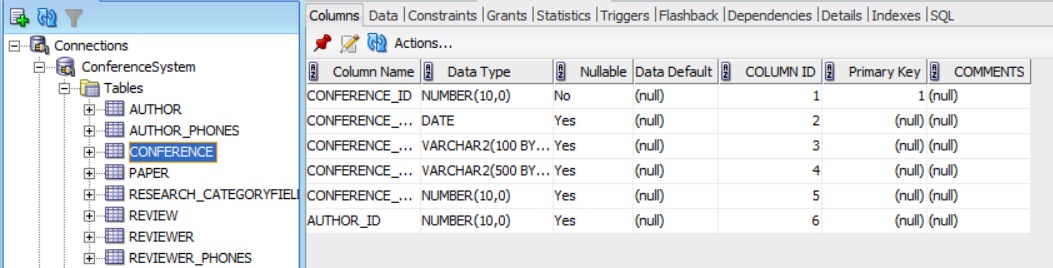 Columns Data Constraints Grants Statistics Triggers Flashback Dependencies Details Indexes SQL
Actions...
Connections
ConferenceSystem
Tables
AUTHOR
AUTHOR_PHONES
CONFERENCE
PAPER
RESEARCH_CATEGORYFIEL
REVIEW
REVIEWER
REVIEWER_PHONES
Column Name Data Type Nullable Data Default COLUMN ID Primary Key COMMENTS
CONFERENCE_ID NUMBER(10,0) No (null) 1 1 (null)
CONFERENCE_... DATE Yes (null) 2 (null) (null)
CONFERENCE_... VARCHAR2(100 BY... Yes (null) 3 (null) (null)
CONFERENCE_... VARCHAR2(500 BY... Yes (null) 4 (null) (null)
CONFERENCE_... NUMBER(10,0) Yes (null) 5 (null) (null)
AUTHOR_ID NUMBER(10,0) Yes (null) 6 (null) (null)